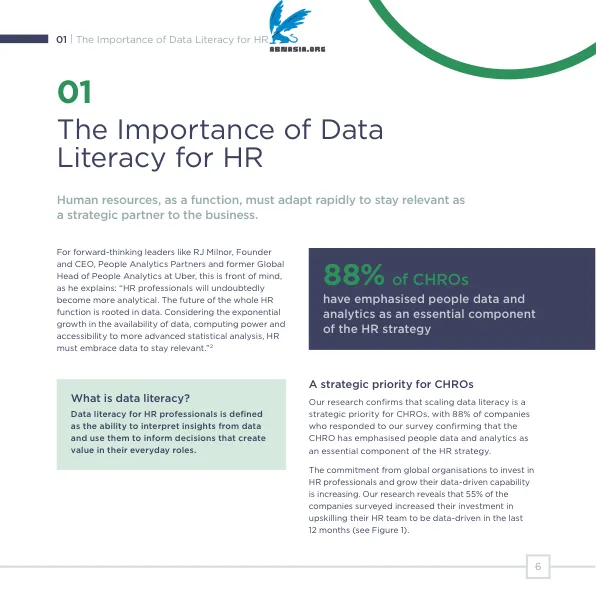 01 | The Importance of Data Literacy for HR
ABNASIA.ORG
01
The Importance of Data
Literacy for HR
Human resources, as a function, must adapt rapidly to stay relevant as
a strategic partner to the business.
For forward-thinking leaders like RJ Milnor, Founder
and CEO, People Analytics Partners and former Global
Head of People Analytics at Uber, this is front of mind,
as he explains: “HR professionals will undoubtedly
become more analytical. The future of the whole HR
function is rooted in data. Considering the exponential
growth in the availability of data, computing power and
accessibility to more advanced statistical analysis, HR
must embrace data to stay relevant.”2
What is data literacy?
Data literacy for HR professionals is defined
as the ability to interpret insights from data
and use them to inform decisions that create
value in their everyday roles.
88% of CHROs
have emphasised people data and
analytics as an essential component
of the HR strategy
A strategic priority for CHROs
Our research confirms that scaling data literacy is a
strategic priority for CHROs, with 88% of companies
who responded to our survey confirming that the
CHRO has emphasised people data and analytics as
an essential component of the HR strategy.
The commitment from global organisations to invest in
HR professionals and grow their data-driven capability
is increasing. Our research reveals that 55% of the
companies surveyed increased their investment in
upskilling their HR team to be data-driven in the last
12 months (see Figure 1).
6